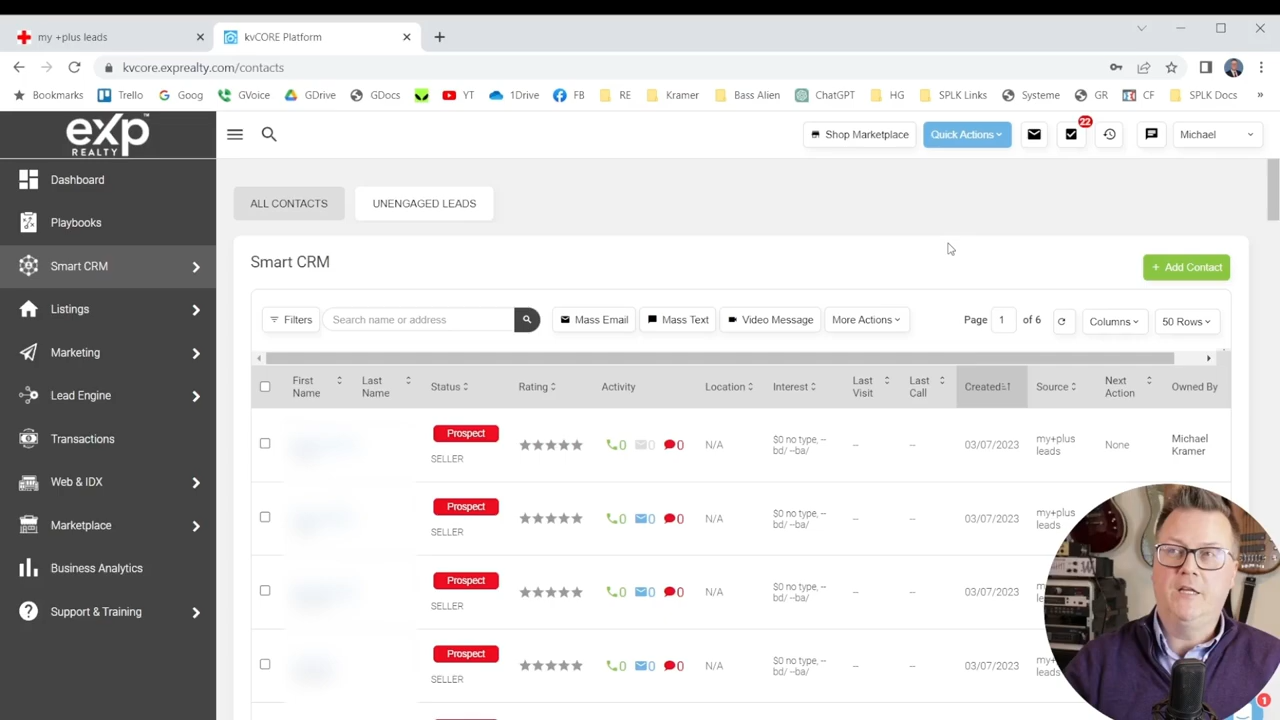 my +plus leads
kvCORE Platform
kvcore.exprealty.com/contacts
Bookmarks Trello Goog GVoice GDrive GDocs YT 1Drive FB RE Kramer Bass Alien ChatGPT HG SPLK Links Systeme GR CF SPLK Docs »
eXp
REALTY
Shop Marketplace Quick Actions 22 Michael
Dashboard
Playbooks
Smart CRM
Listings
Marketing
Lead Engine
Transactions
Web & IDX
Marketplace
Business Analytics
Support & Training
ALL CONTACTS UNENGAGED LEADS
Smart CRM
+ Add Contact
Filters Search name or address Mass Email Mass Text Video Message More Actions Page 1 of 6 Columns 50 Rows
First Name Last Name Status Rating Activity Location Interest Last Visit Last Call Created Source Next Action Owned By
Prospect
SELLER
0 0 0 N/A $0 no type, -- bd/ --ba/ -- -- 03/07/2023 my+plus leads None Michael Kramer
Prospect
SELLER
0 0 0 N/A $0 no type, -- bd/ --ba/ -- -- 03/07/2023 my+plus leads
Prospect
SELLER
0 0 0 N/A $0 no type, -- bd/ --ba/ -- -- 03/07/2023
Prospect
SELLER
0 0 0 N/A $0 no type, -- bd/ --ba/ -- -- 03/07/2023
1